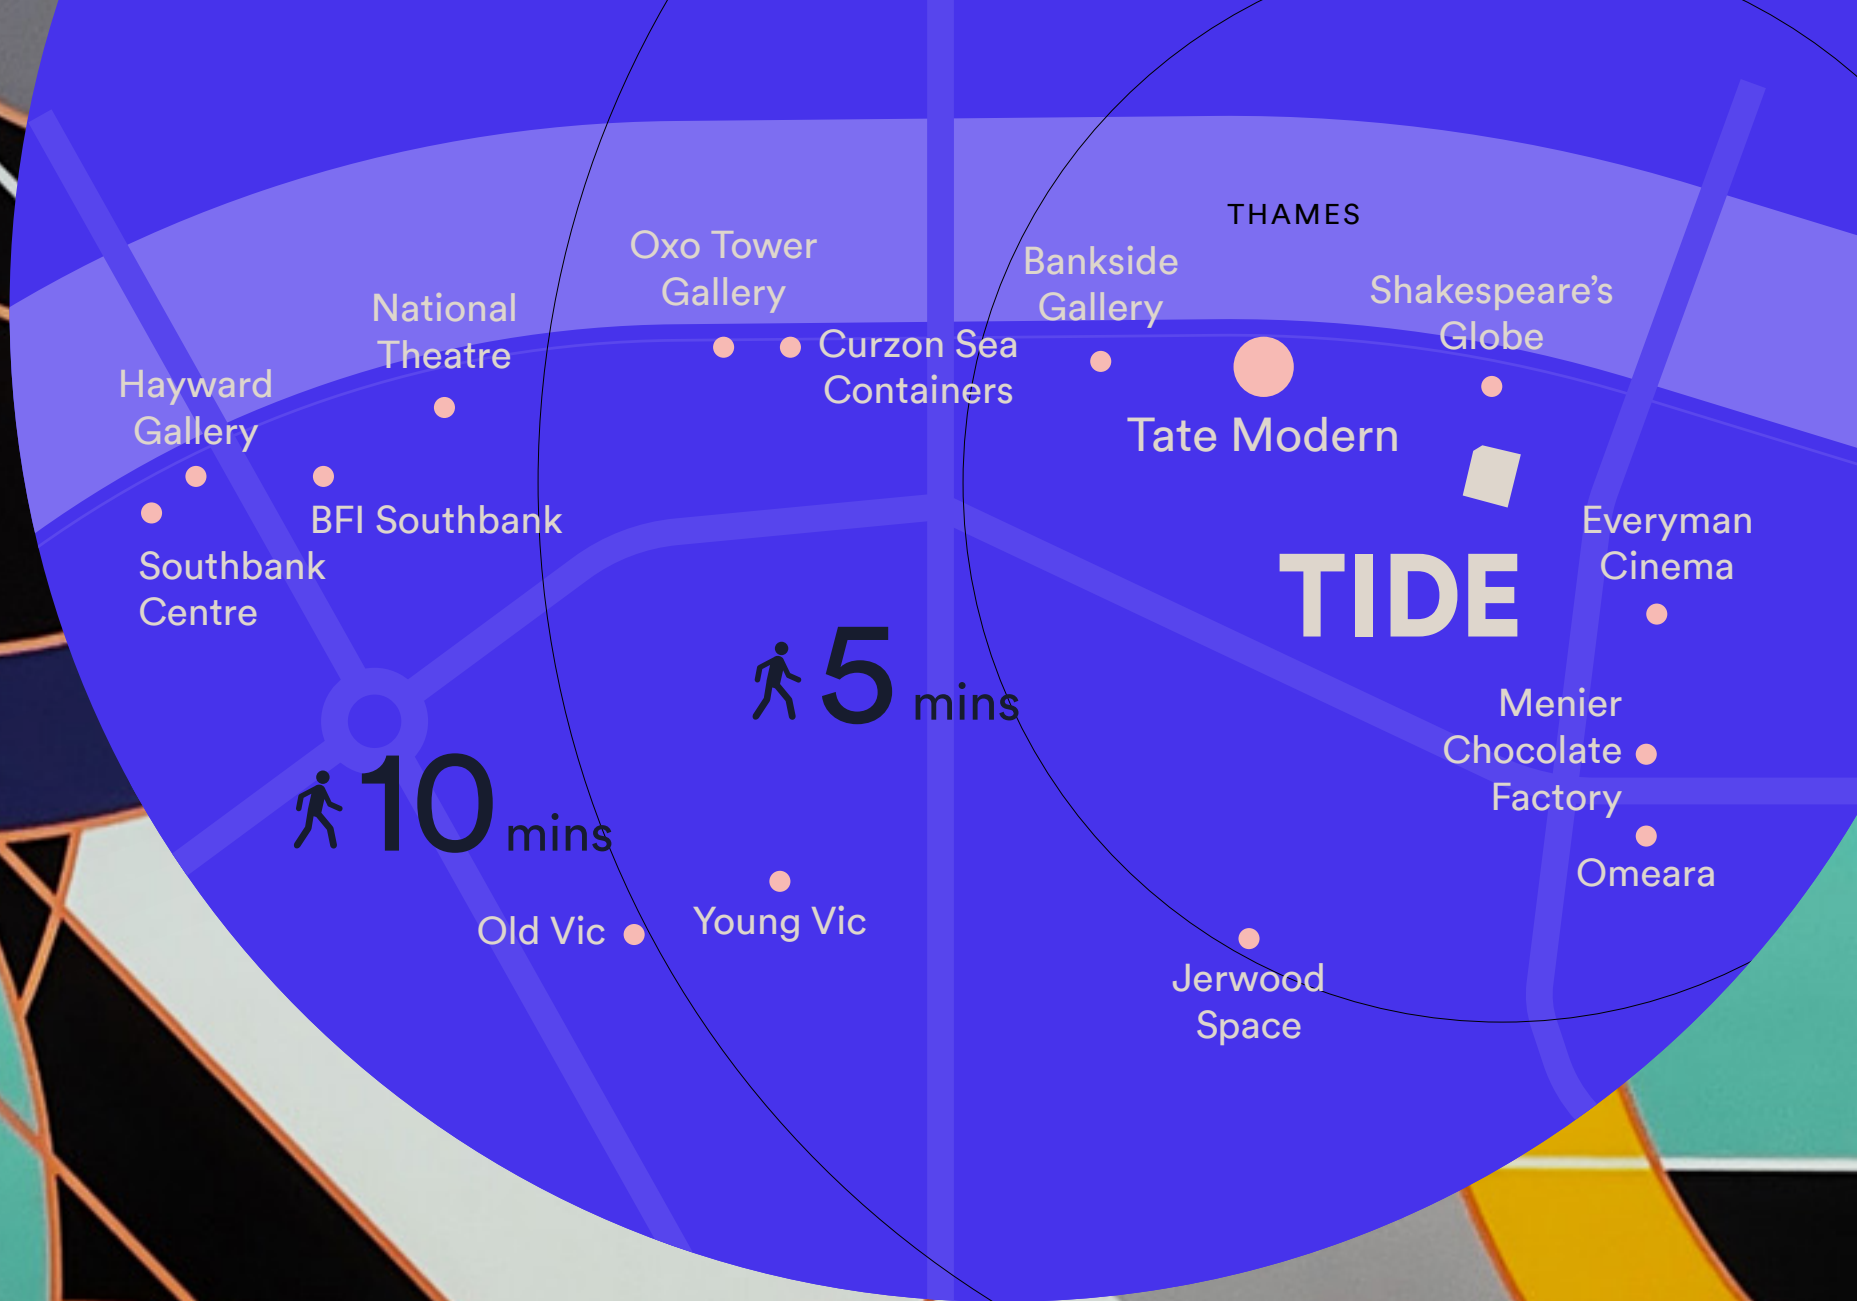 THAMES
Oxo Tower
Gallery
Bankside
Gallery
Shakespeare’s
Globe
National
Theatre
Curzon Sea
Containers
Hayward
Gallery
Tate Modern
BFI Southbank
Southbank
Centre
Everyman
Cinema
TIDE
5 mins
Menier
Chocolate
Factory
10 mins
Omeara
Old Vic
Young Vic
Jerwood
Space